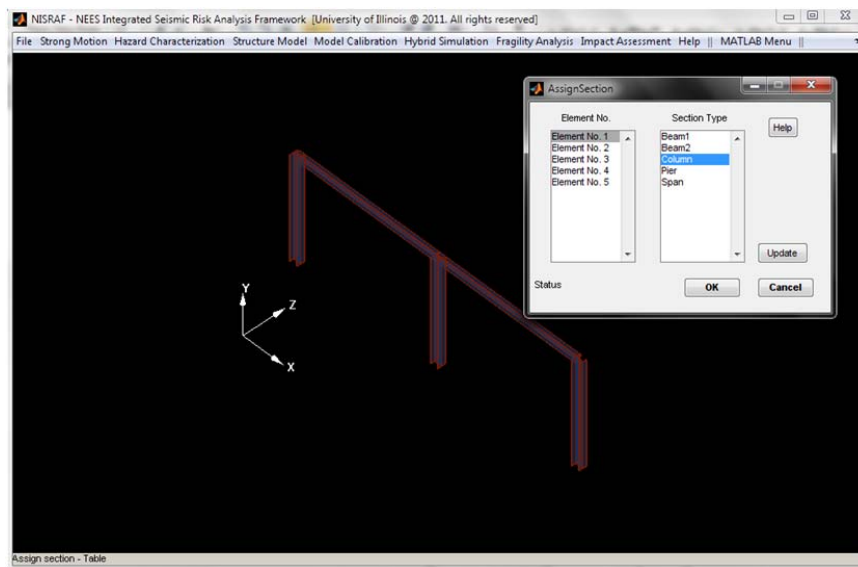 NISRAF - NEES Integrated Seismic Risk Analysis Framework [University of Illinois @ 2011. All rights reserved]
File Strong Motion Hazard Characterization Structure Model Model Calibration Hybrid Simulation Fragility Analysis Impact Assessment Help || MATLAB Menu ||
AssignSection
Element No. Section Type
Help
Element No. 1 Beam1
Element No. 2 Beam2
Element No. 3 Column
Element No. 4 Pier
Element No. 5 Span
Update
Status OK Cancel
Y
Z
X
Assign section - Table